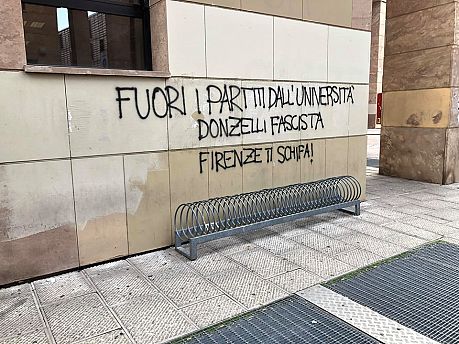 FUORI I PARTITI DALL'UNIVERSITÀ
DONZELLI FASCISTA
FIRENZE TI SCHIFA!